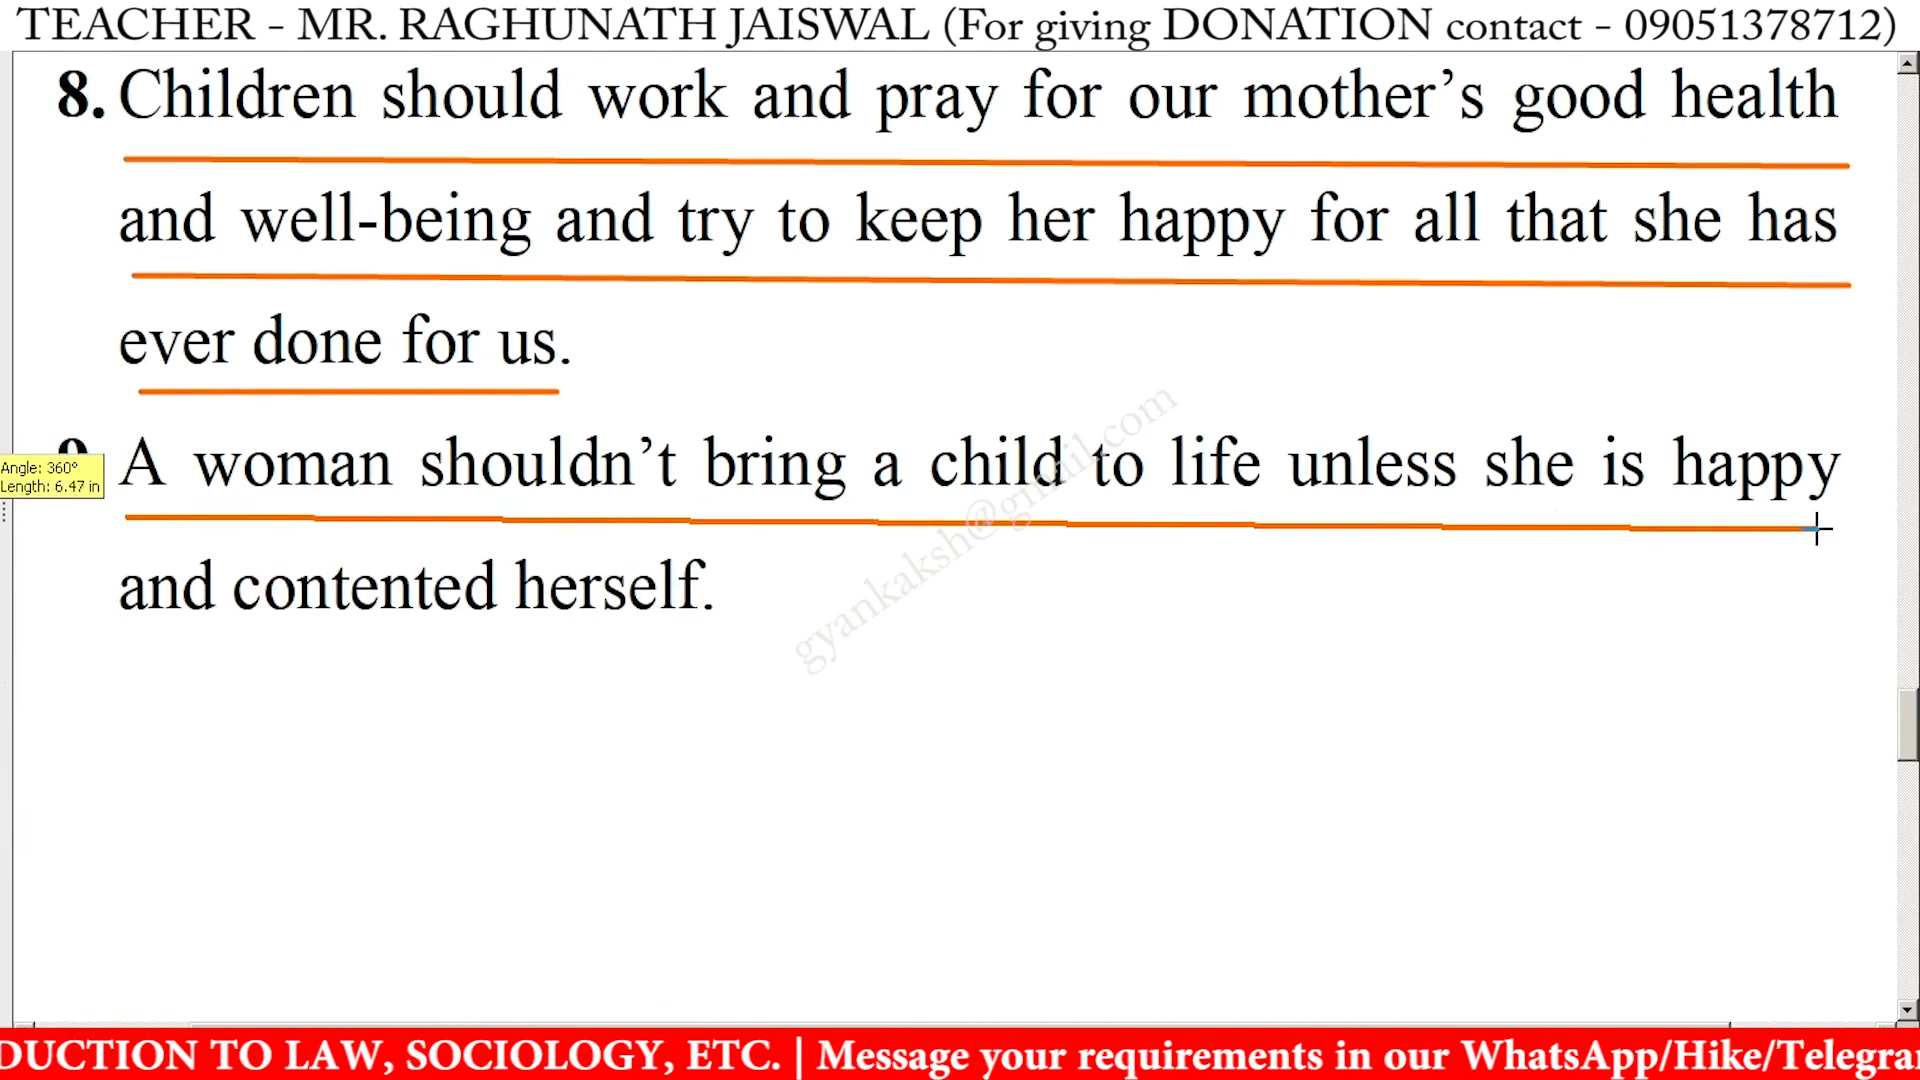 TEACHER - MR. RAGHUNATH JAISWAL (For giving DONATION contact - 09051378712)
8. Children should work and pray for our mother’s good health
and well-being and try to keep her happy for all that she has
ever done for us.
A woman shouldn’t bring a child to life unless she is happy
Angle: 360°
Length: 6.47 in
and contented herself.
gyankaksh@gmail.com
DUCTION TO LAW, SOCIOLOGY, ETC. | Message your requirements in our WhatsApp/Hike/Telegra